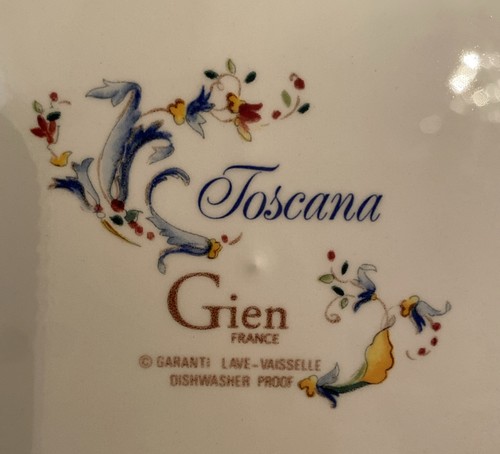 Toscana
Gien
FRANCE
© GARANTI LAVE-VAISSELLE
DISHWASHER PROOF